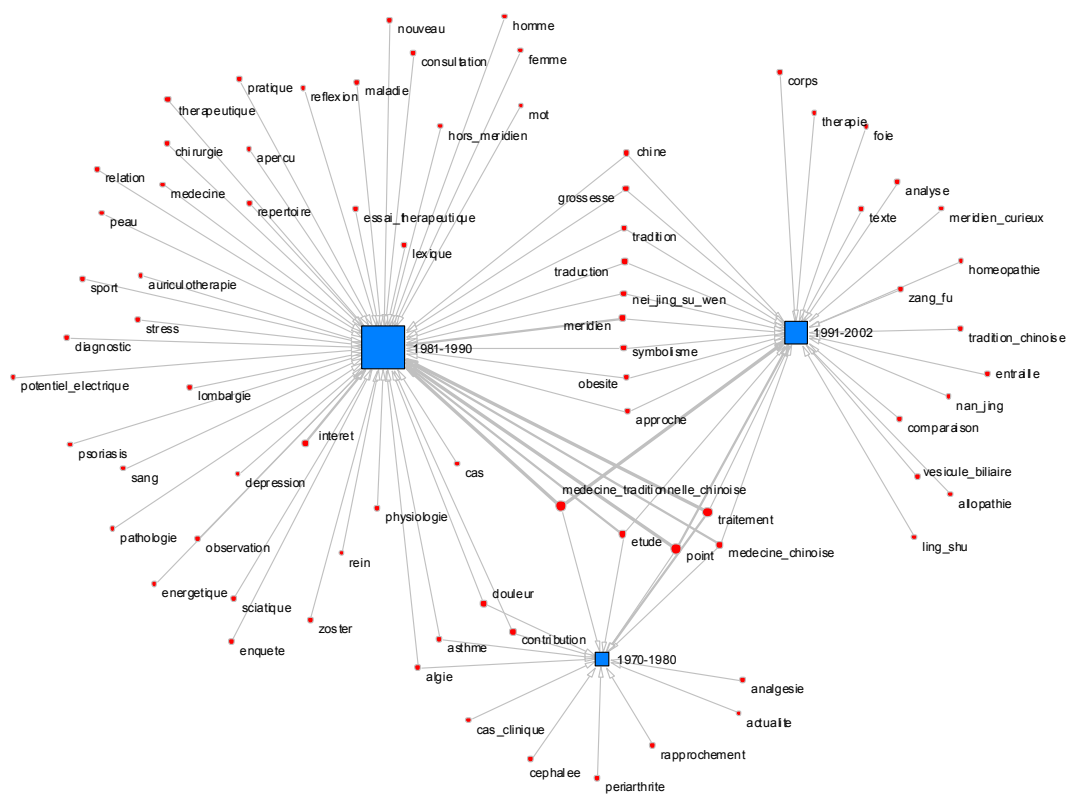 nouveau
homme
consultation
femme
corps
pratique
reflexion
maladie
therapeutique
mot
therapie
foie
hors_meridien
chirurgie
apercu
chine
relation
medecine
analyse
grossesse
peau
repertoire
essai_therapeutique
texte
meridien_curieux
tradition
lexique
traduction
homeopathie
sport
auriculotherapie
nei_jing_su_wen
zang_fu
stress
meridien
1991-2002
tradition_chinoise
diagnostic
1981-1990
symbolisme
potentiel_electrique
obesite
entraille
lombalgie
nan_jing
approche
comparaison
interet
psoriasis
cas
vesicule_biliaire
sang
depression
medecine_traditionnelle_chinoise
allopathie
physiologie
traitement
pathologie
etude
ling_shu
observation
point
medecine_chinoise
rein
energetique
douleur
sciatique
zoster
contribution
enquete
asthme
1970-1980
algie
analgesie
actualite
cas_clinique
rapprochement
cephalee
periarthrite